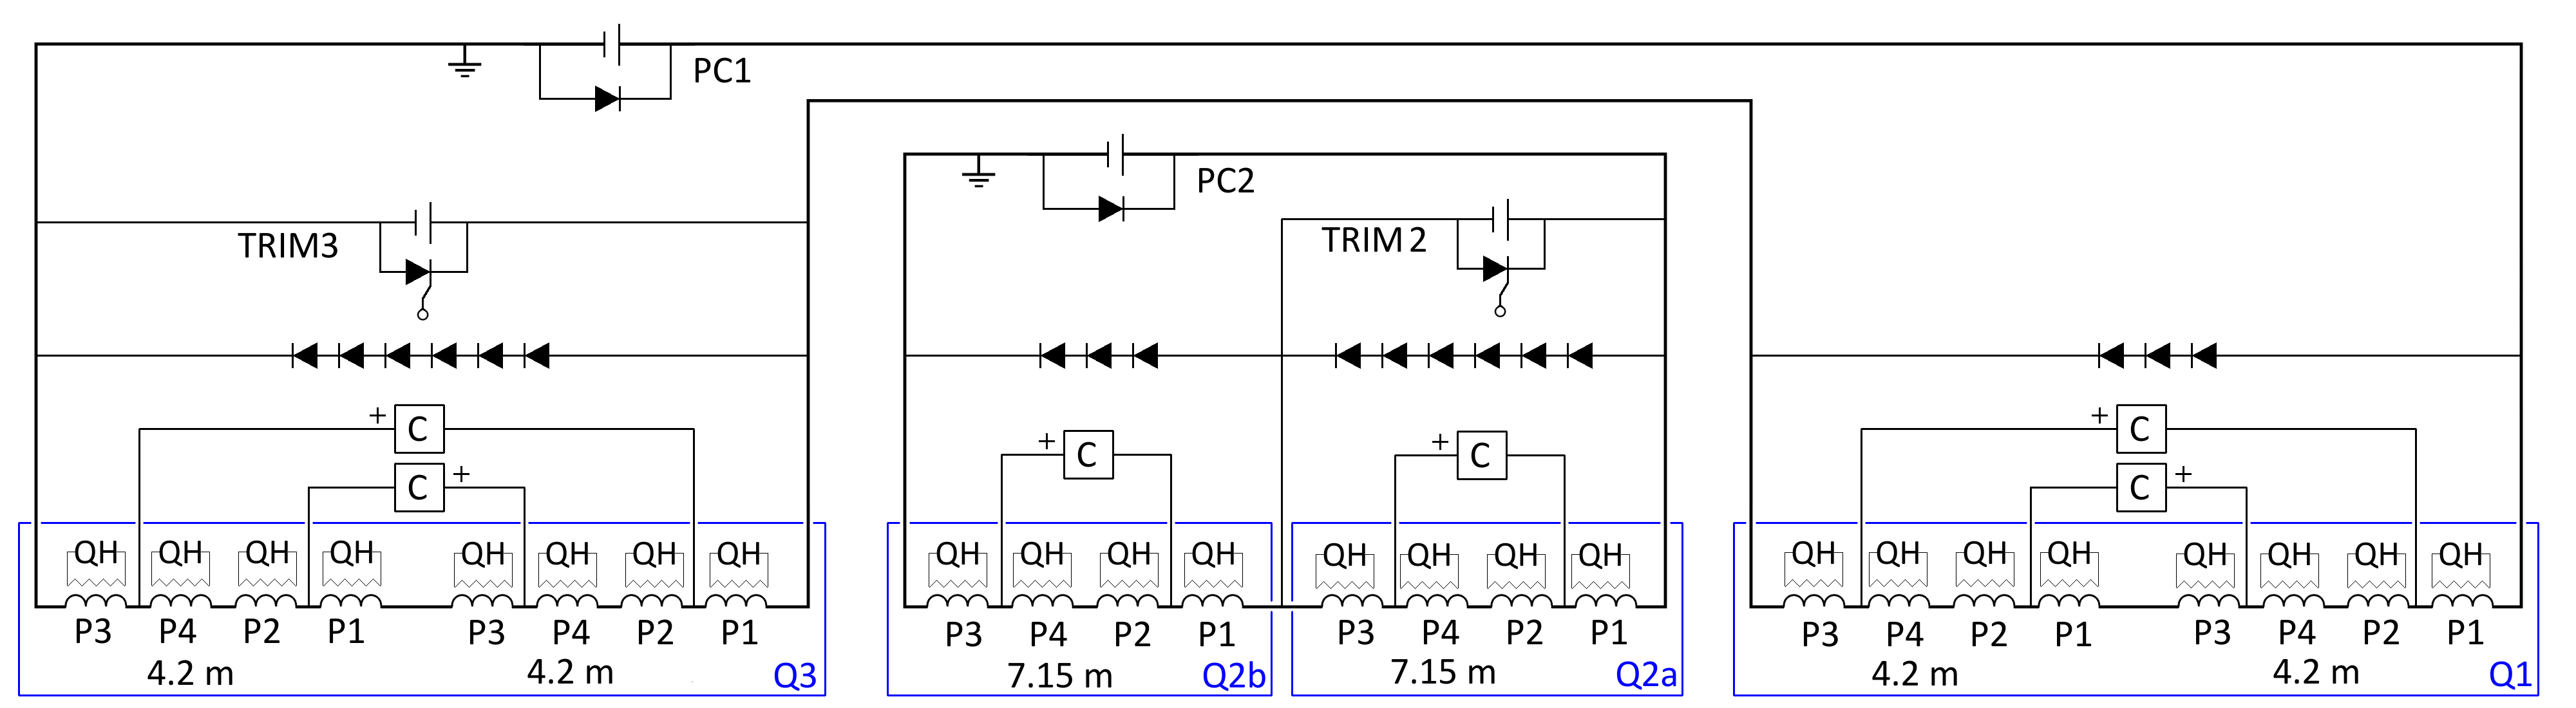 PC1
PC2
TRIM3
TRIM 2
+ C
+ C
+ C
+ C
C +
C +
QH QH QH QH QH QH QH QH
QH QH QH QH
QH QH QH QH
QH QH QH QH QH QH QH QH
P3 P4 P2 P1 P3 P4 P2 P1
P3 P4 P2 P1
P3 P4 P2 P1
P3 P4 P2 P1 P3 P4 P2 P1
4.2 m 4.2 m Q3
7.15 m Q2b
7.15 m Q2a
4.2 m 4.2 m Q1